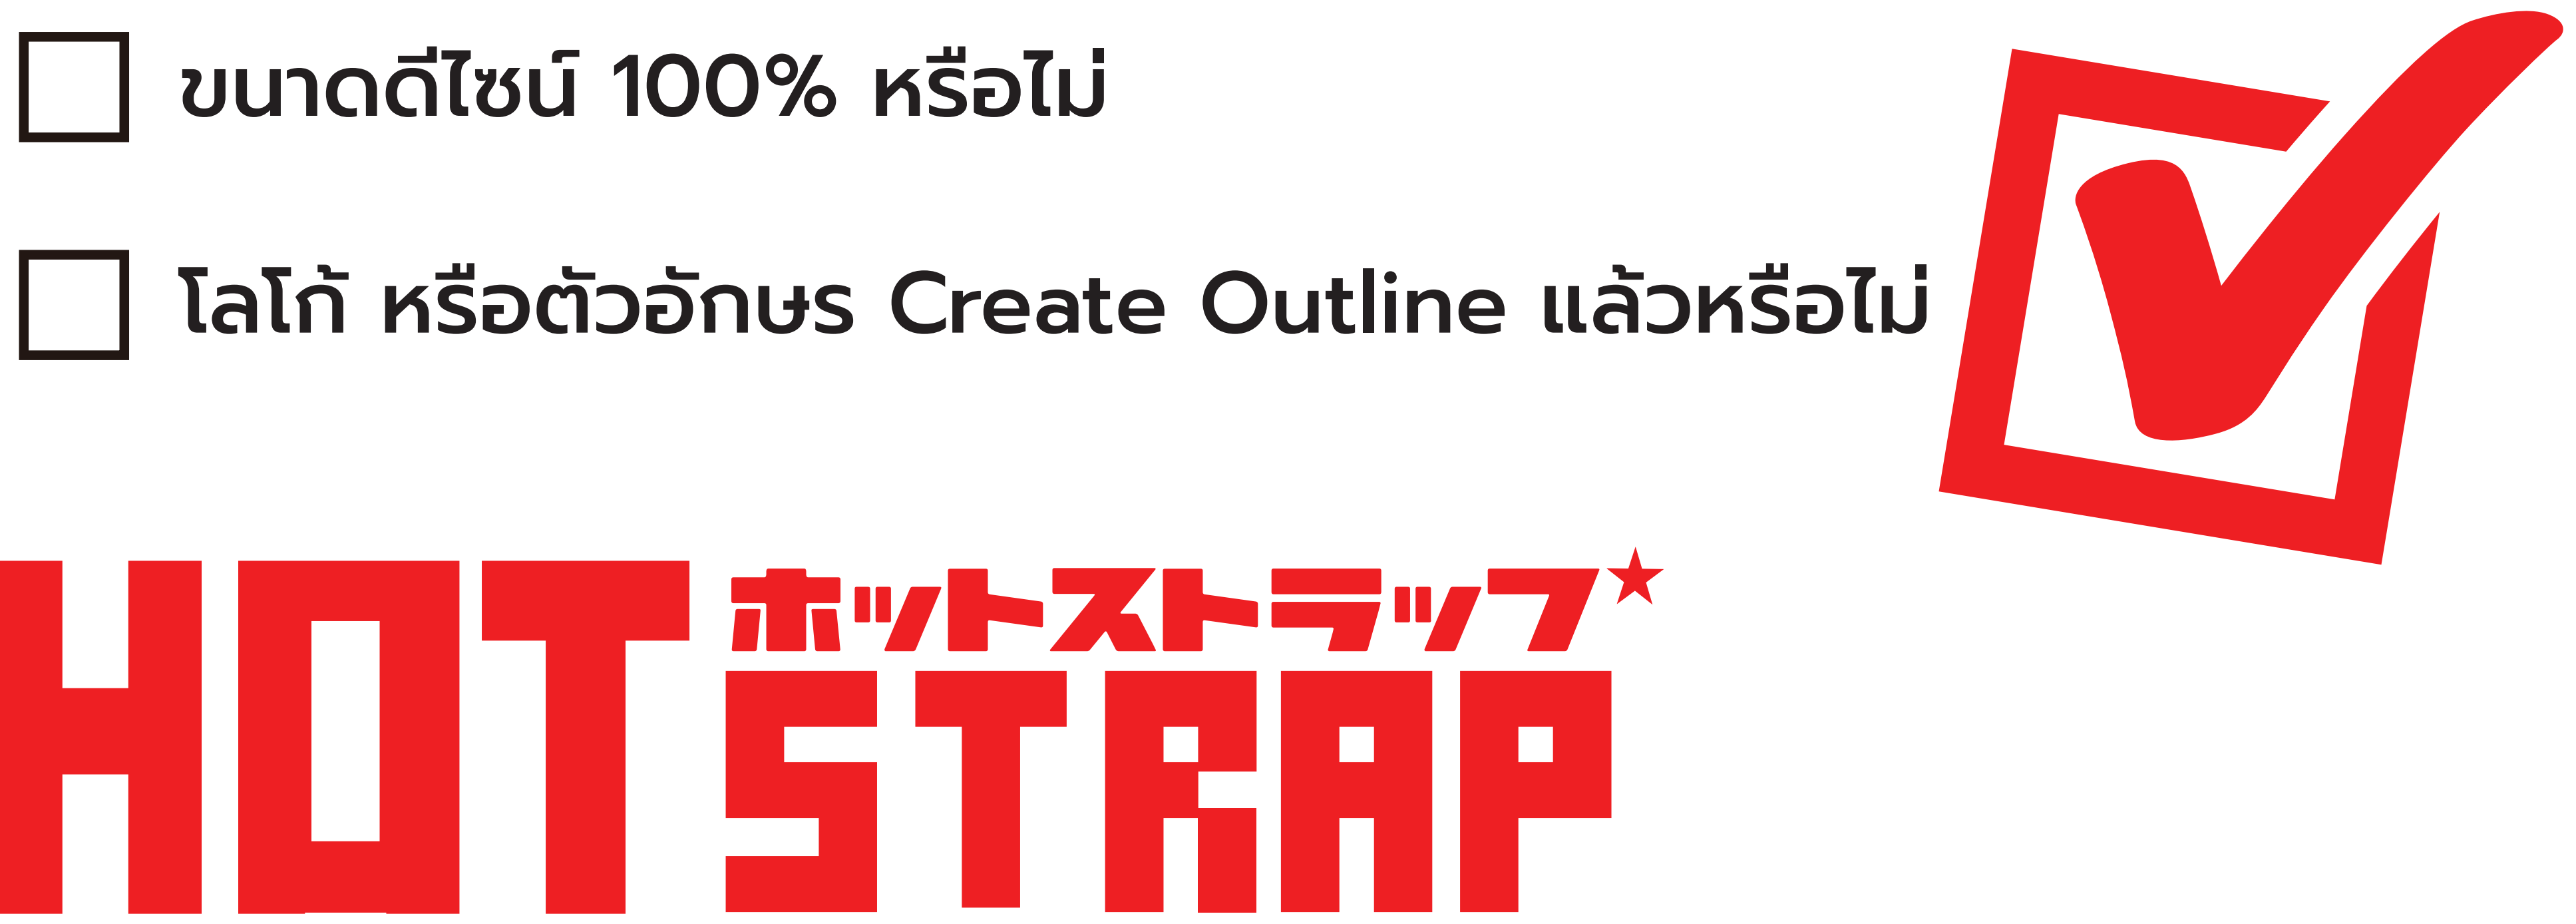 ขนาดดีไซน์ 100% หรือไม่
โลโก้ หรือตัวอักษร Create Outline แล้วหรือไม่
HOT
ホットストラップ
STRAP